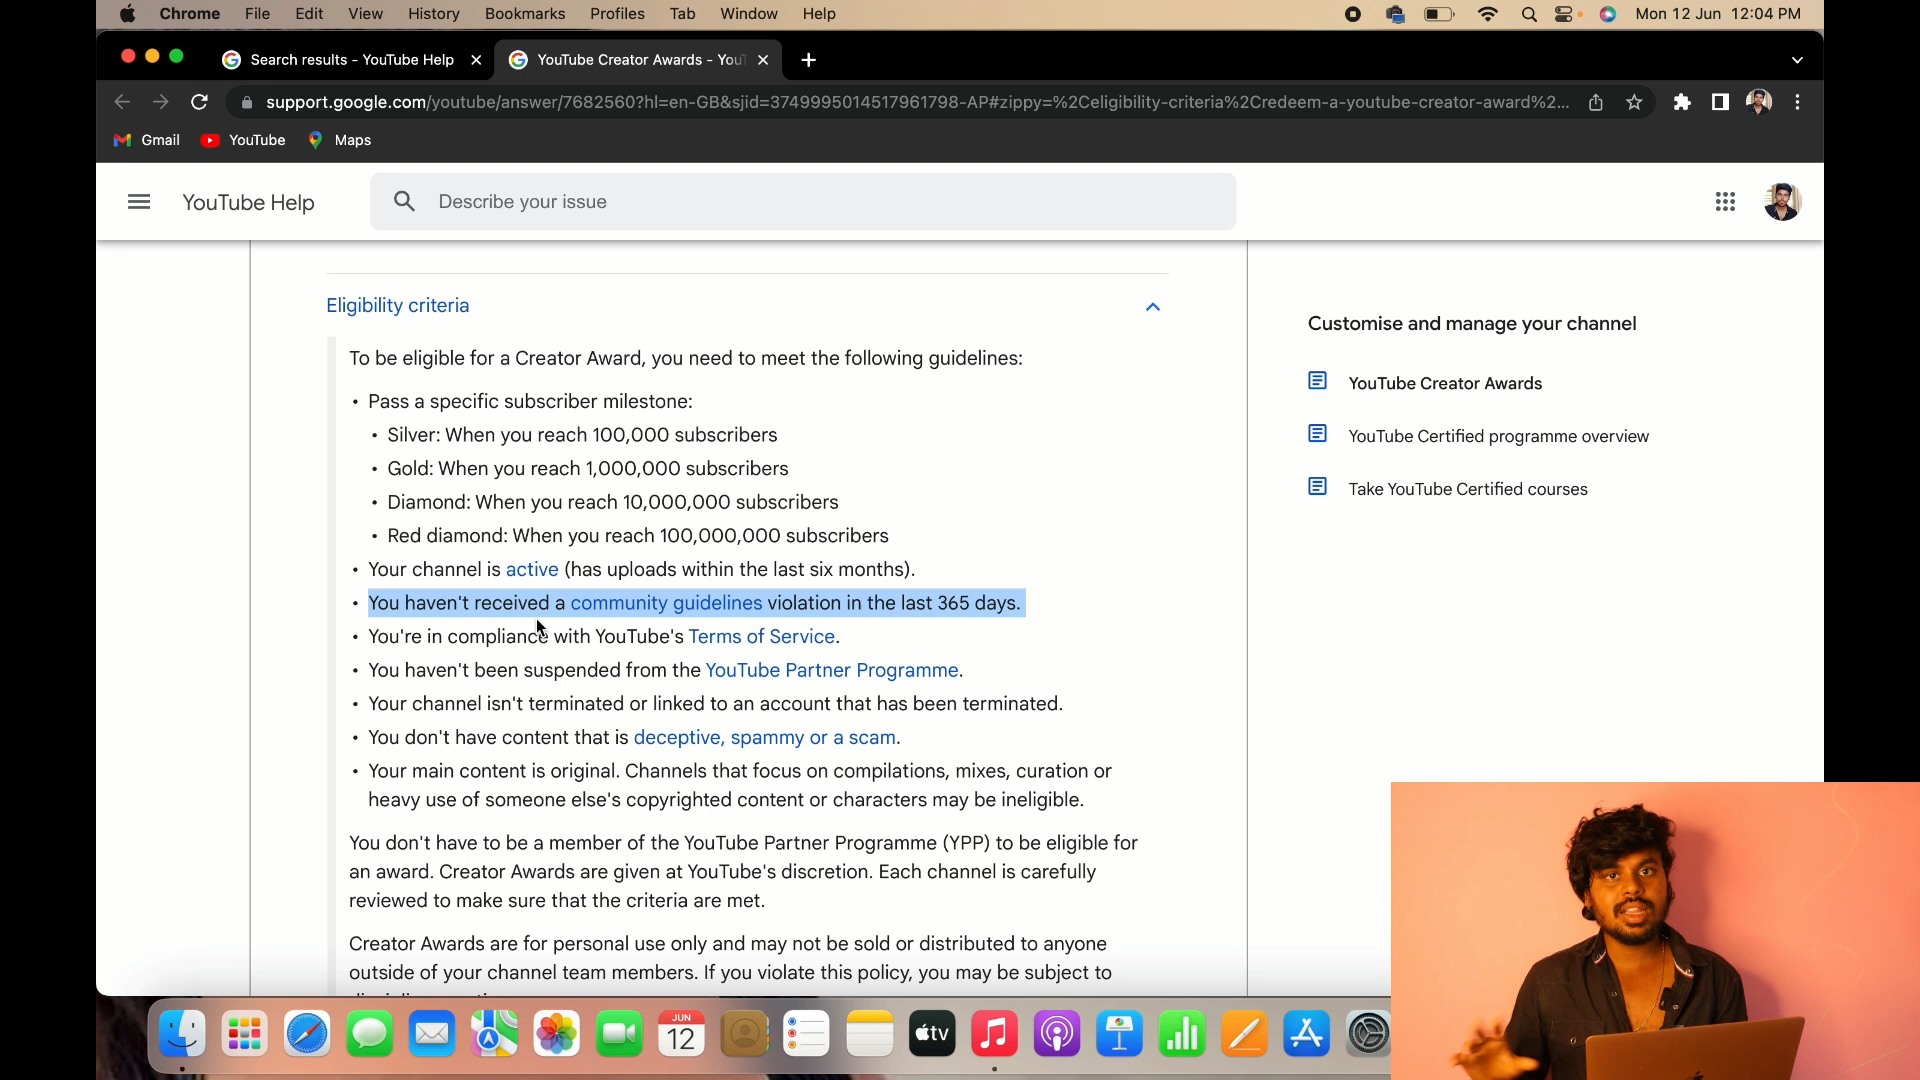 Chrome File Edit View History Bookmarks Profiles Tab Window Help Mon 12 Jun 12:04 PM
Search results - YouTube Help YouTube Creator Awards - You
support.google.com/youtube/answer/7682560?hl=en-GB&sjid=3749995014517961798-AP#zippy=%2Celigibility-criteria%2Credeem-a-youtube-creator-award%2...
Gmail YouTube Maps
YouTube Help Describe your issue
Eligibility criteria
To be eligible for a Creator Award, you need to meet the following guidelines:
• Pass a specific subscriber milestone:
• Silver: When you reach 100,000 subscribers
• Gold: When you reach 1,000,000 subscribers
• Diamond: When you reach 10,000,000 subscribers
• Red diamond: When you reach 100,000,000 subscribers
• Your channel is active (has uploads within the last six months).
• You haven't received a community guidelines violation in the last 365 days.
• You're in compliance with YouTube's Terms of Service.
• You haven't been suspended from the YouTube Partner Programme.
• Your channel isn't terminated or linked to an account that has been terminated.
• You don't have content that is deceptive, spammy or a scam.
• Your main content is original. Channels that focus on compilations, mixes, curation or
heavy use of someone else's copyrighted content or characters may be ineligible.
You don't have to be a member of the YouTube Partner Programme (YPP) to be eligible for
an award. Creator Awards are given at YouTube's discretion. Each channel is carefully
reviewed to make sure that the criteria are met.
Creator Awards are for personal use only and may not be sold or distributed to anyone
outside of your channel team members. If you violate this policy, you may be subject to
Customise and manage your channel
YouTube Creator Awards
YouTube Certified programme overview
Take YouTube Certified courses
JUN
12
tv